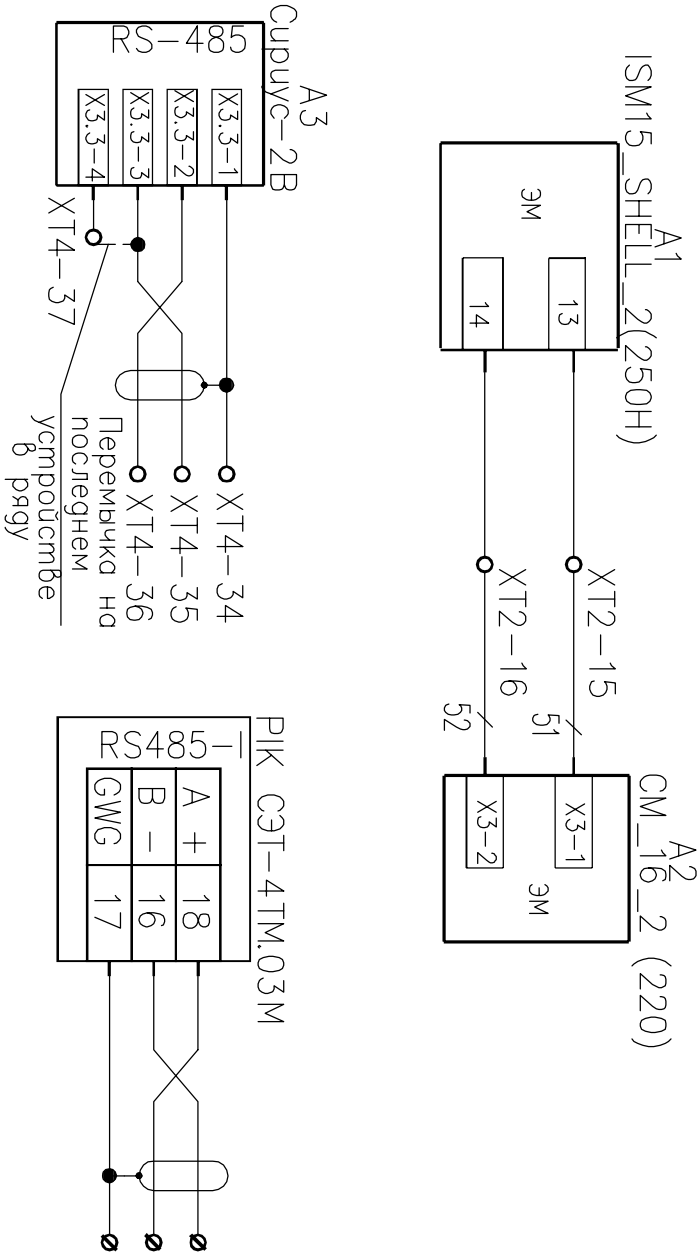 A1
ISM15_SHELL_2(250H)
ЭМ
13
14
XT2-15
XT2-16
51
52
A2
CM_16_2 (220)
X3-1
X3-2
ЭМ
A3
Сириус-2В
RS-485
X3.3-1
X3.3-2
X3.3-3
X3.3-4
XT4-37
XT4-34
XT4-35
XT4-36
Перемычка на
последнем
устройстве
в ряду
PIK СЭТ-4ТМ.03М
RS485-I
A + 18
B - 16
GWG 17